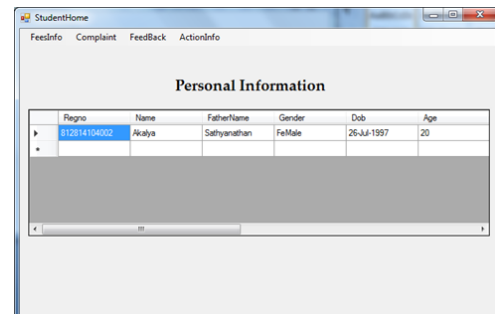 StudentHome
FeesInfo Complaint FeedBack ActionInfo
Personal Information
Regno Name FatherName Gender Dob Age
812814104002 Akalya Sathyanathan FeMale 26-Jul-1997 20